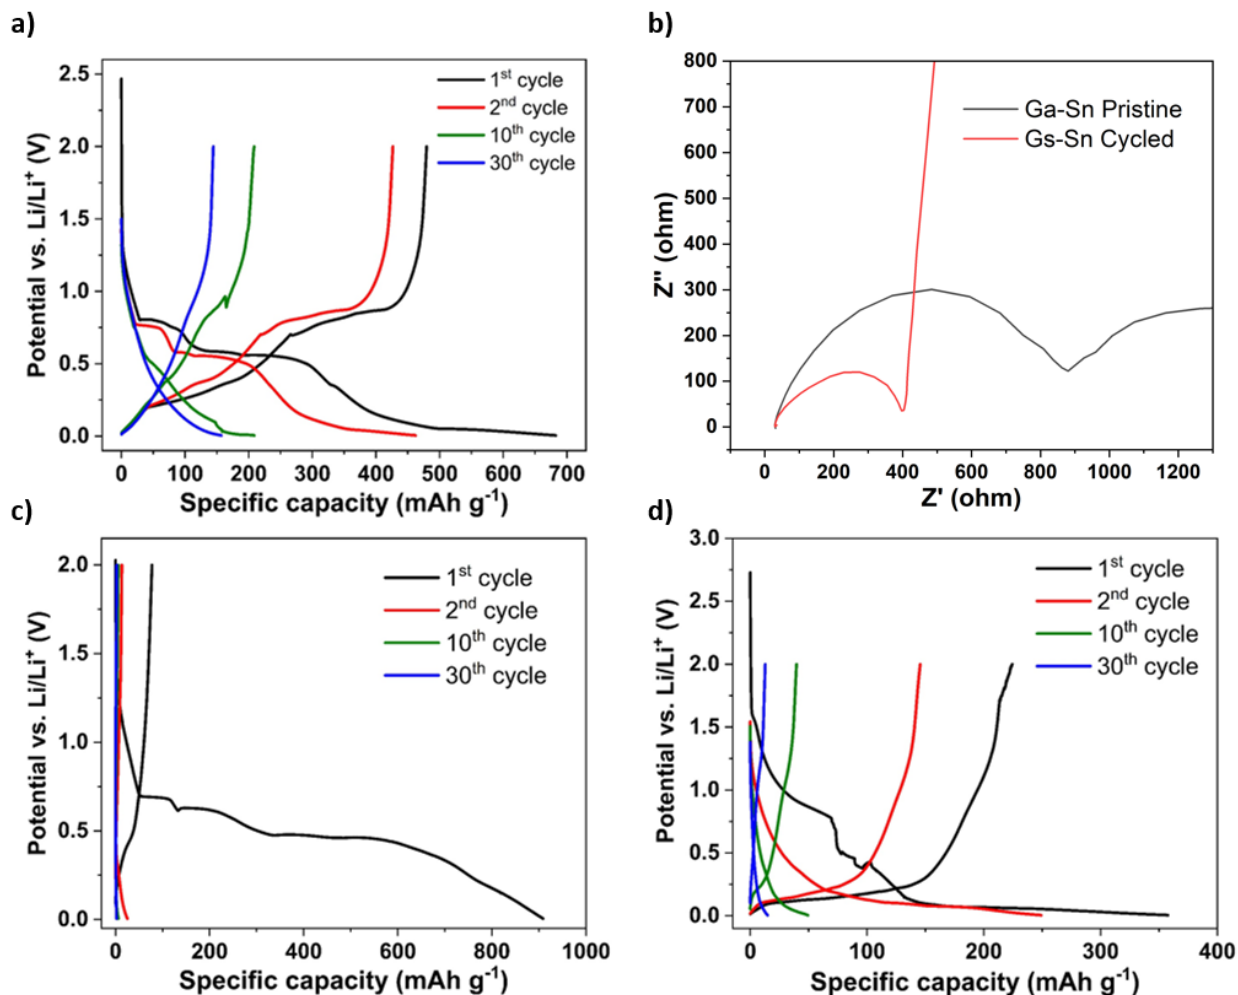 a)
2.5
2.0
1.5
1.0
0.5
0.0
Potential vs. Li/Li⁺ (V)
1ˢᵗ cycle
2ⁿᵈ cycle
10ᵗʰ cycle
30ᵗʰ cycle
0 100 200 300 400 500 600 700
Specific capacity (mAh g⁻¹)
b)
800
700
600
500
400
300
200
100
0
Z'' (ohm)
Ga-Sn Pristine
Gs-Sn Cycled
0 200 400 600 800 1000 1200
Z' (ohm)
c)
2.0
1.5
1.0
0.5
0.0
Potential vs. Li/Li⁺ (V)
1ˢᵗ cycle
2ⁿᵈ cycle
10ᵗʰ cycle
30ᵗʰ cycle
0 200 400 600 800 1000
Specific capacity (mAh g⁻¹)
d)
3.0
2.5
2.0
1.5
1.0
0.5
0.0
Potential vs. Li/Li⁺ (V)
1ˢᵗ cycle
2ⁿᵈ cycle
10ᵗʰ cycle
30ᵗʰ cycle
0 100 200 300 400
Specific capacity (mAh g⁻¹)